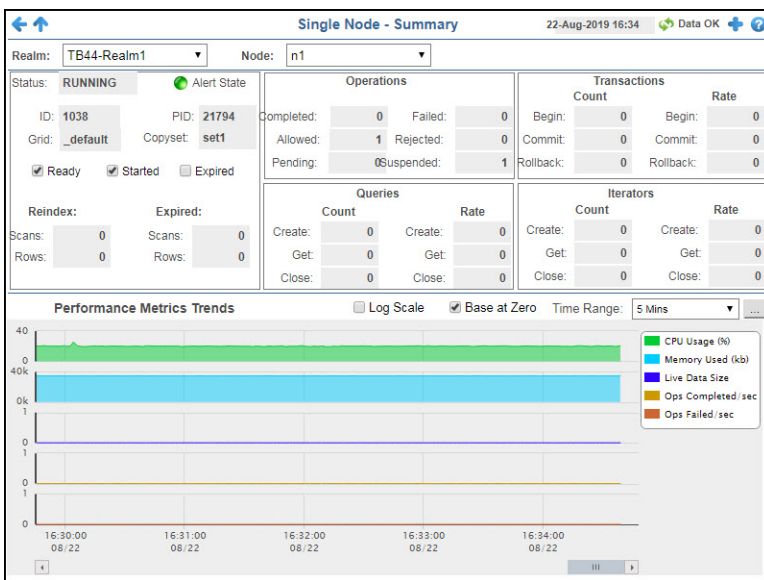 Single Node - Summary 22-Aug-2019 16:34 Data OK
Realm: TB44-Realm1 Node: n1
Status: RUNNING Alert State
ID: 1038 PID: 21794
Grid: _default Copyset: set1
Ready Started Expired
Reindex: Expired:
Scans: 0 Scans: 0
Rows: 0 Rows: 0
Operations
Completed: 0 Failed: 0
Allowed: 1 Rejected: 0
Pending: 0 Suspended: 1
Transactions
Count Rate
Begin: 0 Begin: 0
Commit: 0 Commit: 0
Rollback: 0 Rollback: 0
Queries
Count Rate
Create: 0 Create: 0
Get: 0 Get: 0
Close: 0 Close: 0
Iterators
Count Rate
Create: 0 Create: 0
Get: 0 Get: 0
Close: 0 Close: 0
Performance Metrics Trends Log Scale Base at Zero Time Range: 5 Mins ...
40
0
40k
0k
1
0
1
0
1
0
16:30:00 16:31:00 16:32:00 16:33:00 16:34:00
08/22 08/22 08/22 08/22 08/22
CPU Usage (%)
Memory Used (kb)
Live Data Size
Ops Completed/sec
Ops Failed/sec